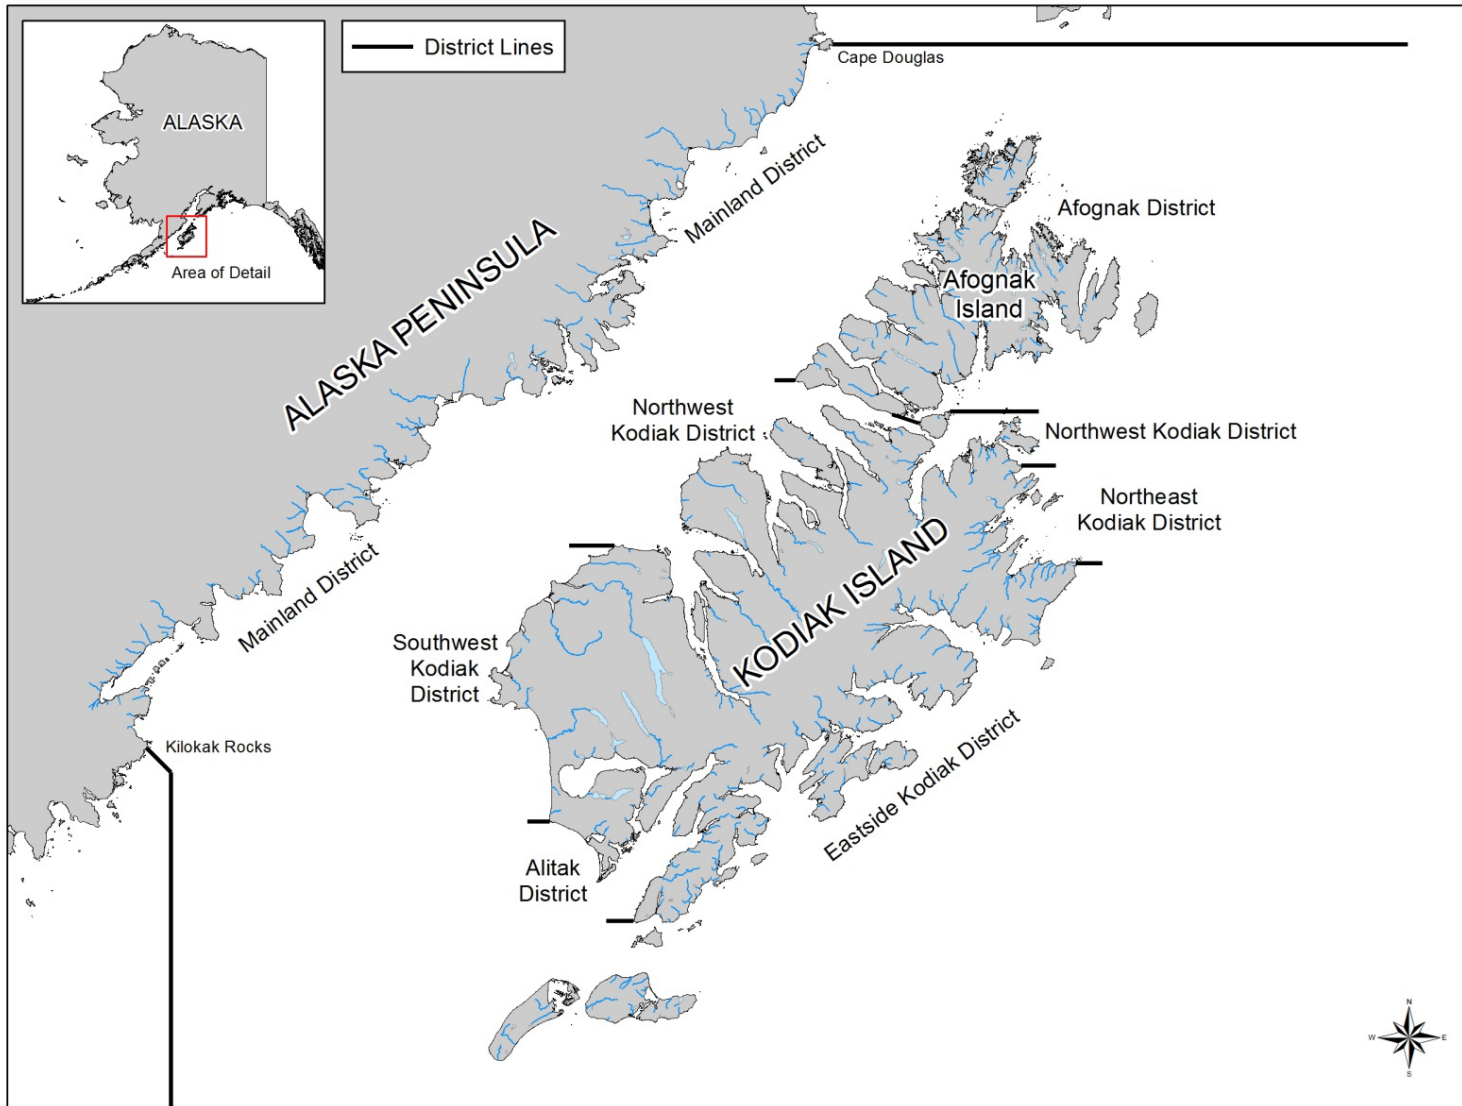 District Lines
Cape Douglas
ALASKA
Area of Detail
Mainland District
Afognak District
ALASKA PENINSULA
Afognak
Island
Northwest
Kodiak District
Northwest Kodiak District
Northeast
Kodiak District
KODIAK ISLAND
Mainland District
Southwest
Kodiak
District
Kilokak Rocks
Eastside Kodiak District
Alitak
District
N
W
E
S